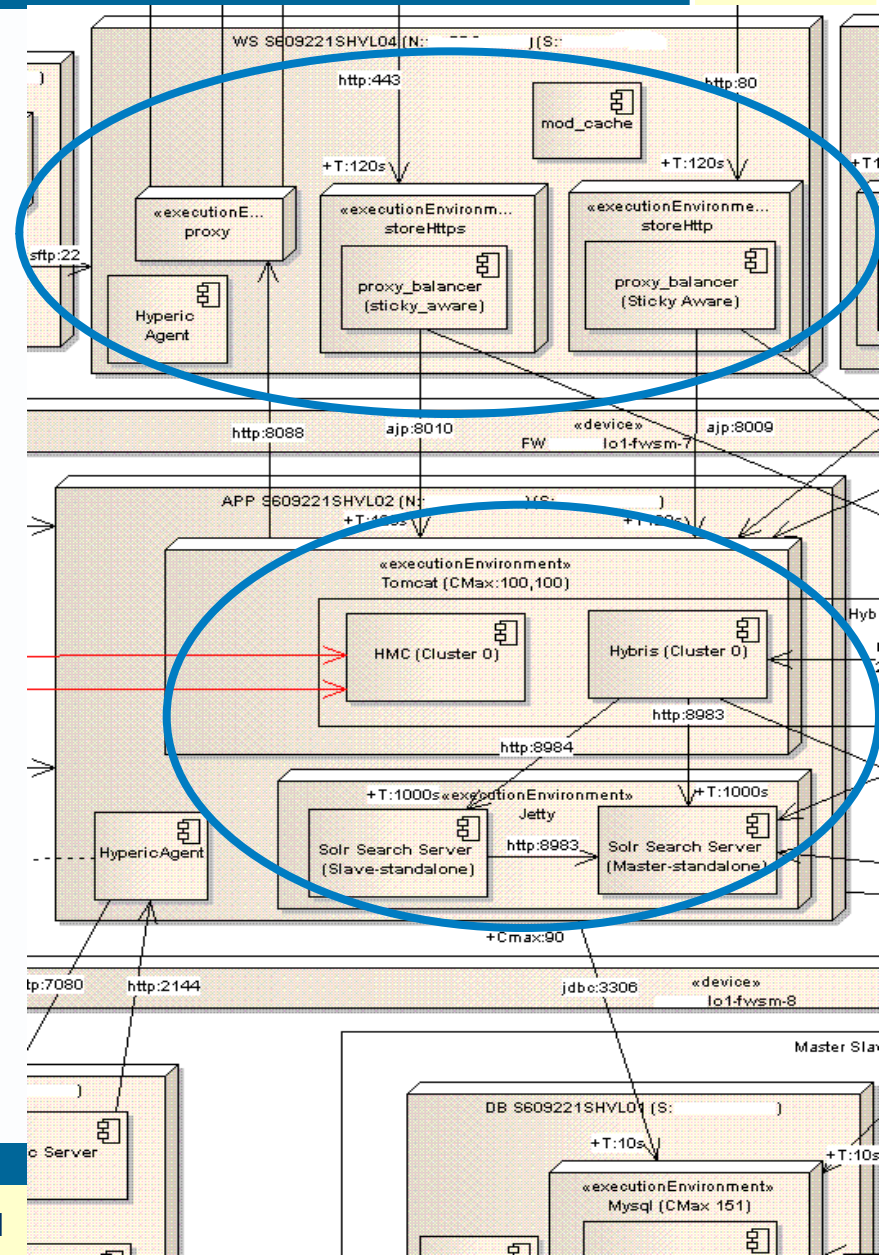 WS S609221SHVL04 (N: ) (S:
http:443
http:80
mod_cache
+T:120s
+T:120s
+T1
«executionE...
proxy
«executionEnvironm...
storeHttps
«executionEnvironme...
storeHttp
sftp:22
proxy_balancer
(sticky_aware)
proxy_balancer
(Sticky Aware)
Hyperic
Agent
http:8088
ajp:8010
«device»
FW lo1-fwsm-7
ajp:8009
APP S609221SHVL02 (N: ) (S: )
«executionEnvironment»
Tomcat (CMax:100,100)
Hyb
HMC (Cluster 0)
Hybris (Cluster 0)
http:8983
http:8984
+T:1000s
«executionEnvironment»
Jetty
+T:1000s
HypericAgent
Solr Search Server
(Slave-standalone)
http:8983
Solr Search Server
(Master-standalone)
+Cmax:90
tp:7080
http:2144
jdbc:3306
«device»
lo1-fwsm-8
Master Slav
DB S609221SHVL01 (S: )
c Server
+T:10s
+T:10s
«executionEnvironment»
Mysql (CMax 151)